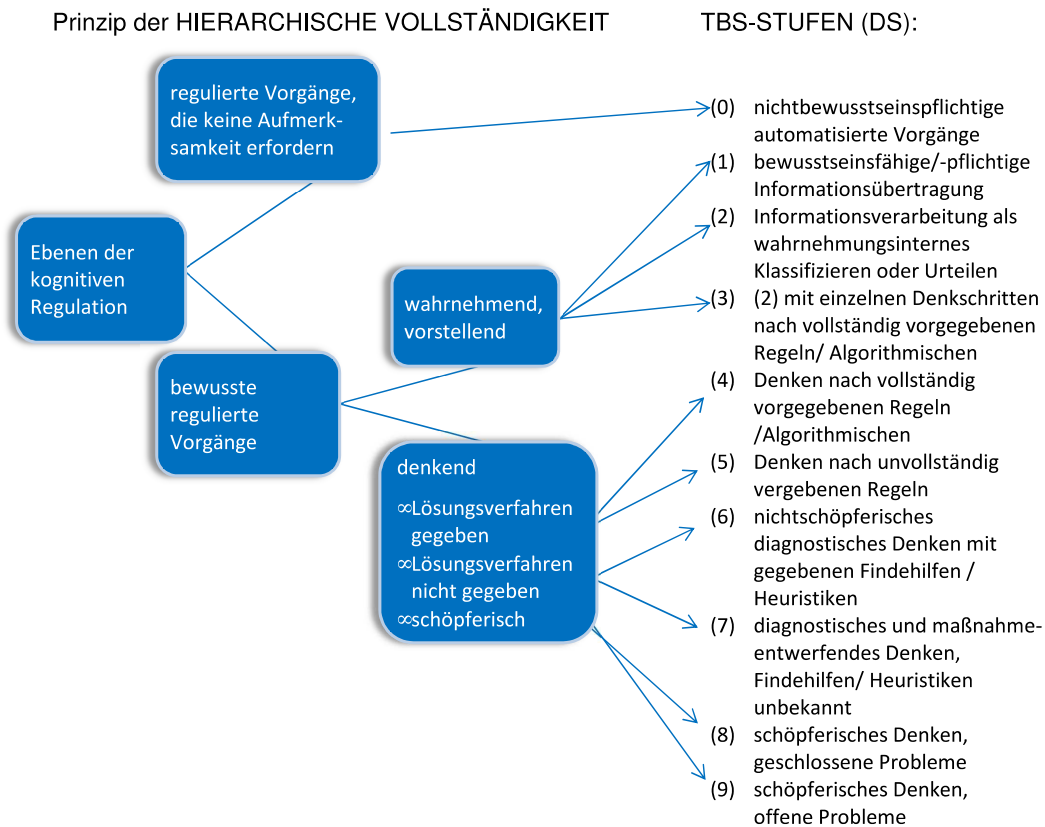 Prinzip der HIERARCHISCHE VOLLSTÄNDIGKEIT
TBS-STUFEN (DS):
regulierte Vorgänge,
die keine Aufmerk-
samkeit erfordern
Ebenen der
kognitiven
Regulation
wahrnehmend,
vorstellend
bewusste
regulierte
Vorgänge
denkend
∞Lösungsverfahren
gegeben
∞Lösungsverfahren
nicht gegeben
∞schöpferisch
(0) nichtbewusstseinspflichtige
automatisierte Vorgänge
(1) bewusstseinsfähige/-pflichtige
Informationsübertragung
(2) Informationsverarbeitung als
wahrnehmungsinternes
Klassifizieren oder Urteilen
(3) (2) mit einzelnen Denkschritten
nach vollständig vorgegebenen
Regeln/ Algorithmischen
(4) Denken nach vollständig
vorgegebenen Regeln
/Algorithmischen
(5) Denken nach unvollständig
vergebenen Regeln
(6) nichtschöpferisches
diagnostisches Denken mit
gegebenen Findehilfen /
Heuristiken
(7) diagnostisches und maßnahme-
entwerfendes Denken,
Findehilfen/ Heuristiken
unbekannt
(8) schöpferisches Denken,
geschlossene Probleme
(9) schöpferisches Denken,
offene Probleme